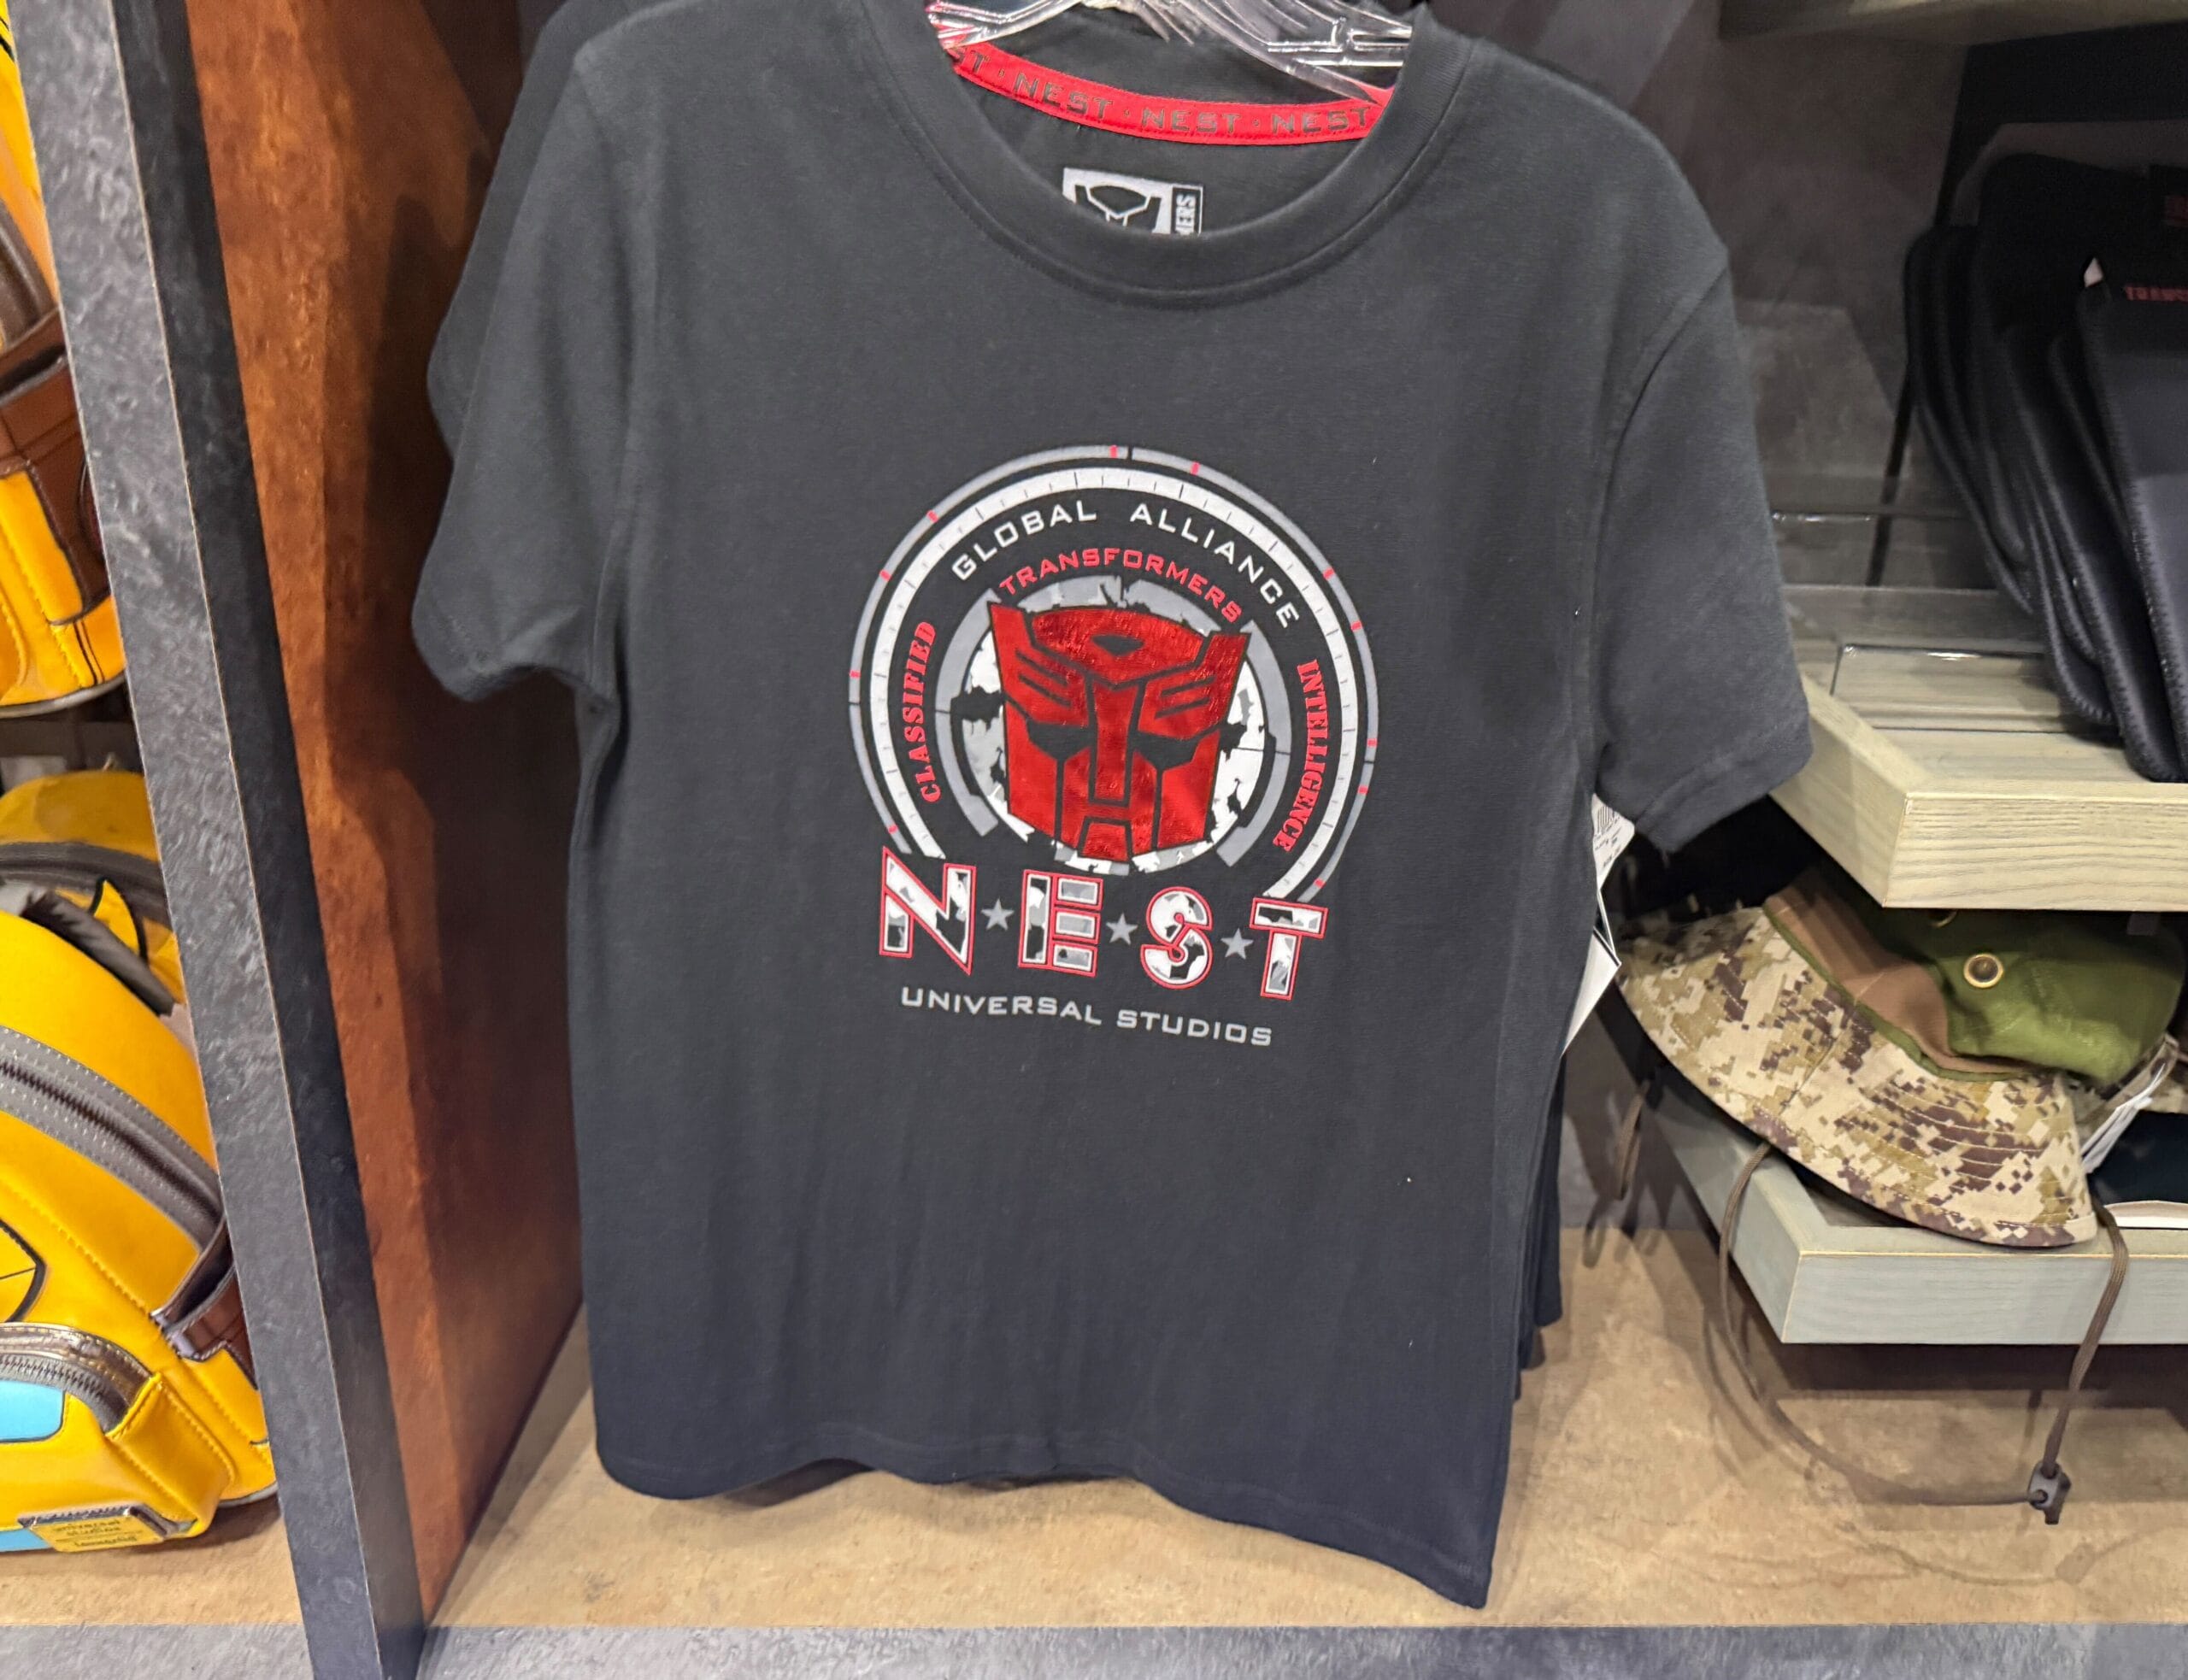 NEST · NEST · NEST
GLOBAL ALLIANCE
TRANSFORMERS
CLASSIFIED
INTELLIGENCE
N★E★S★T
UNIVERSAL STUDIOS